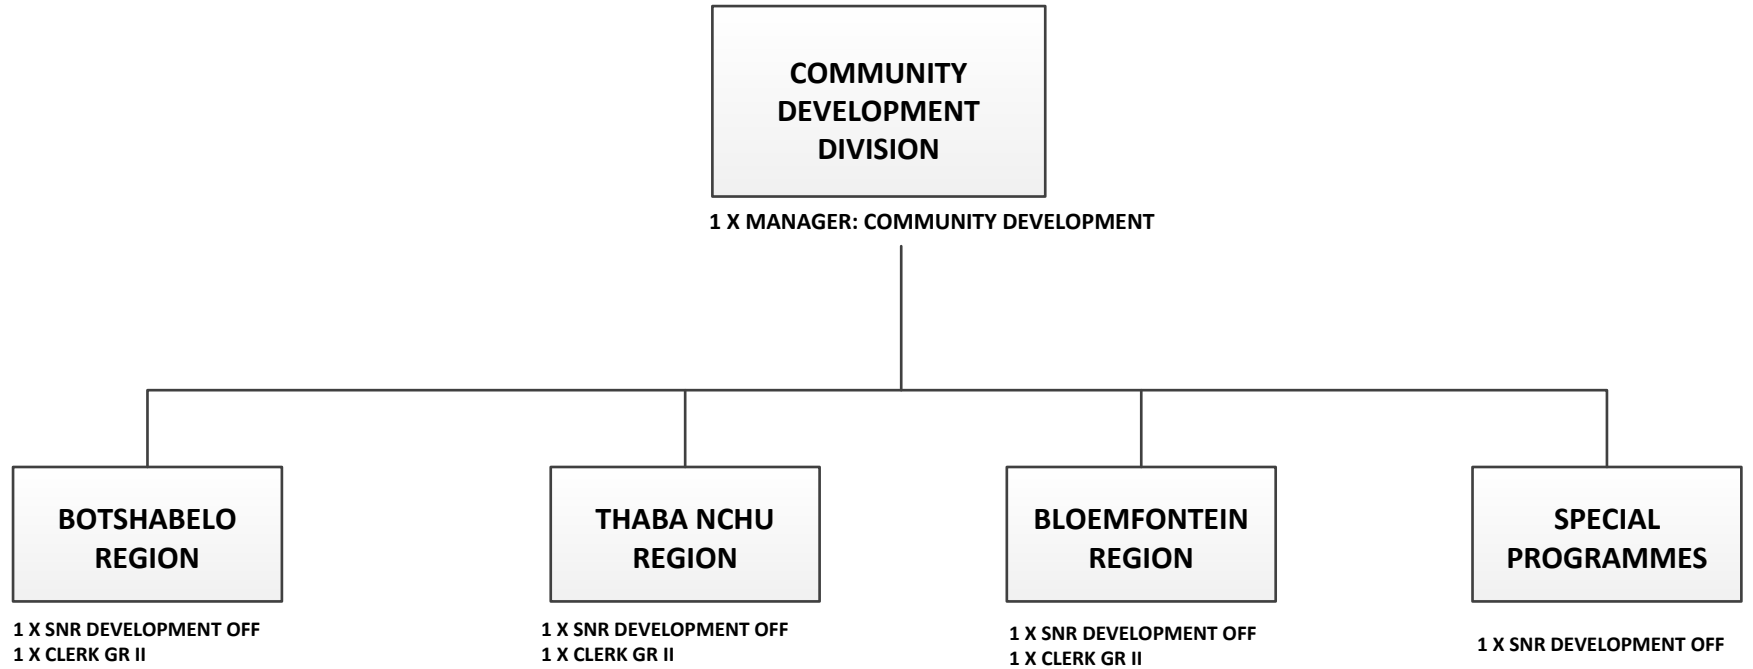 COMMUNITY
DEVELOPMENT
DIVISION
1 X MANAGER: COMMUNITY DEVELOPMENT
BOTSHABELO
REGION
1 X SNR DEVELOPMENT OFF
1 X CLERK GR II
THABA NCHU
REGION
1 X SNR DEVELOPMENT OFF
1 X CLERK GR II
BLOEMFONTEIN
REGION
1 X SNR DEVELOPMENT OFF
1 X CLERK GR II
SPECIAL
PROGRAMMES
1 X SNR DEVELOPMENT OFF